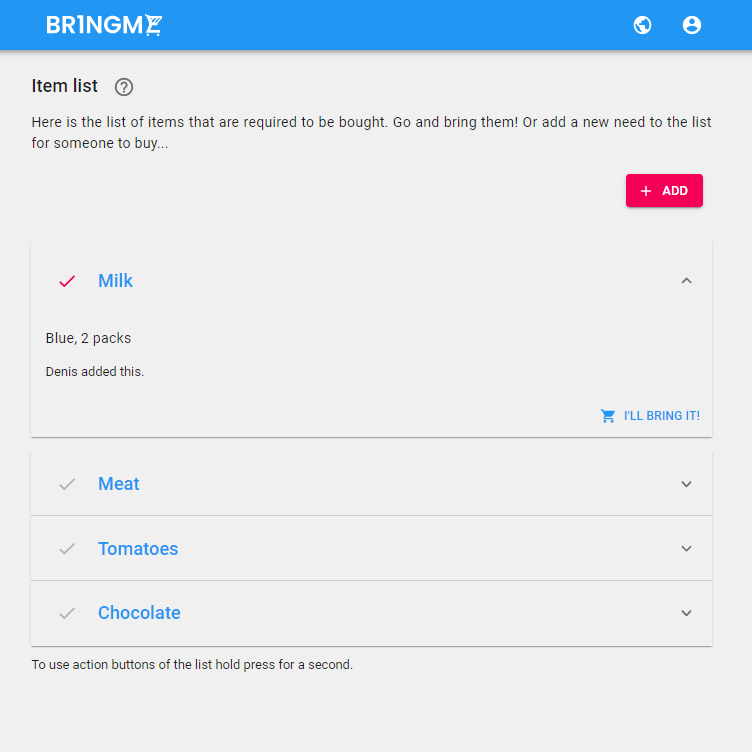 BR1NGME
Item list
Here is the list of items that are required to be bought. Go and bring them! Or add a new need to the list
for someone to buy...
+ ADD
Milk
Blue, 2 packs
Denis added this.
I'LL BRING IT!
Meat
Tomatoes
Chocolate
To use action buttons of the list hold press for a second.